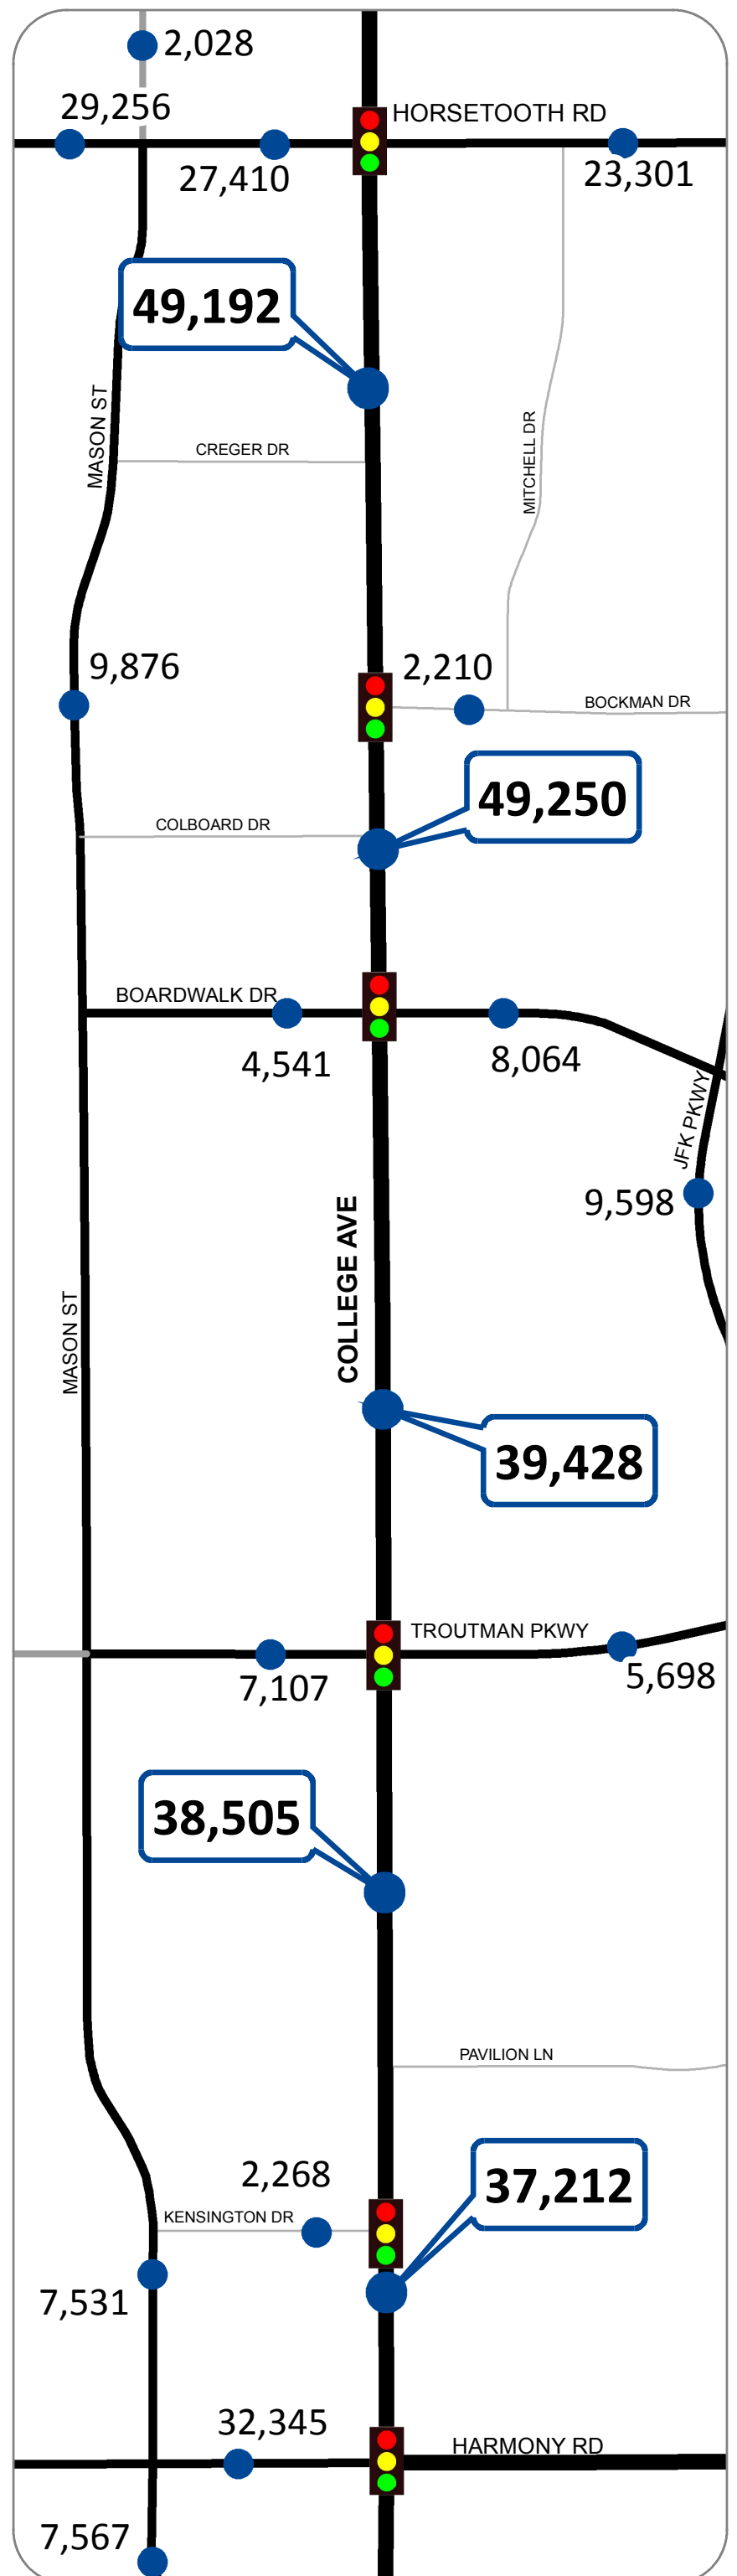 2,028
29,256
HORSETOOTH RD
27,410
23,301
49,192
MASON ST
CREGER DR
MITCHELL DR
9,876
2,210
BOCKMAN DR
49,250
COLBOARD DR
BOARDWALK DR
4,541
8,064
JFK PKWY
9,598
COLLEGE AVE
MASON ST
39,428
TROUTMAN PKWY
7,107
5,698
38,505
PAVILION LN
2,268
37,212
KENSINGTON DR
7,531
32,345
HARMONY RD
7,567